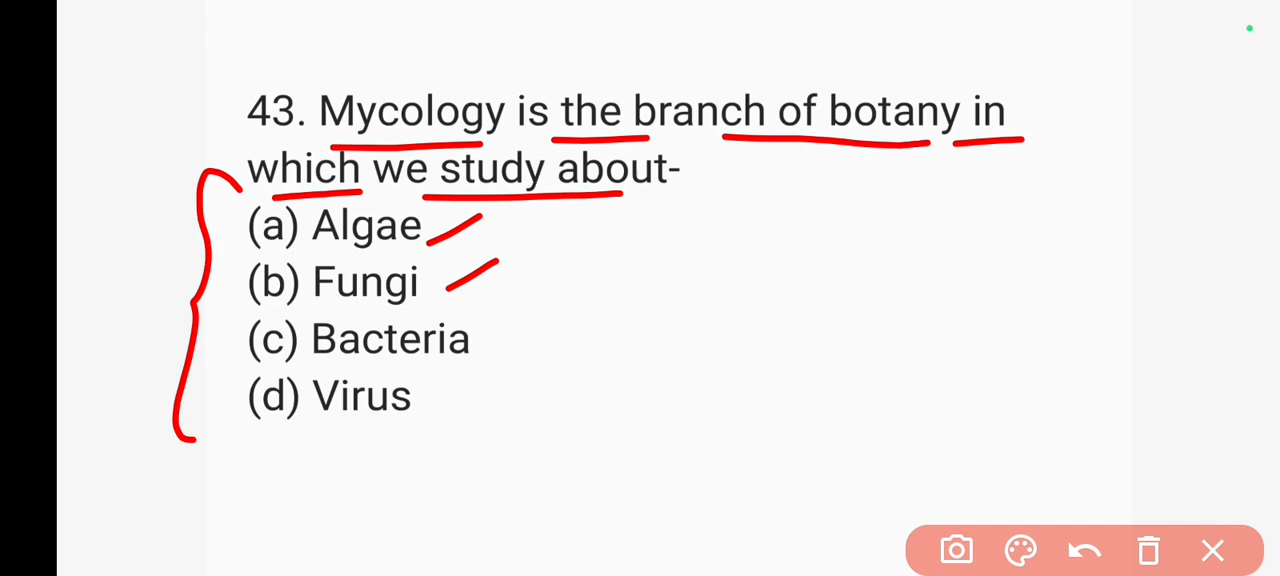 43. Mycology is the branch of botany in
which we study about-
(a) Algae
(b) Fungi
(c) Bacteria
(d) Virus